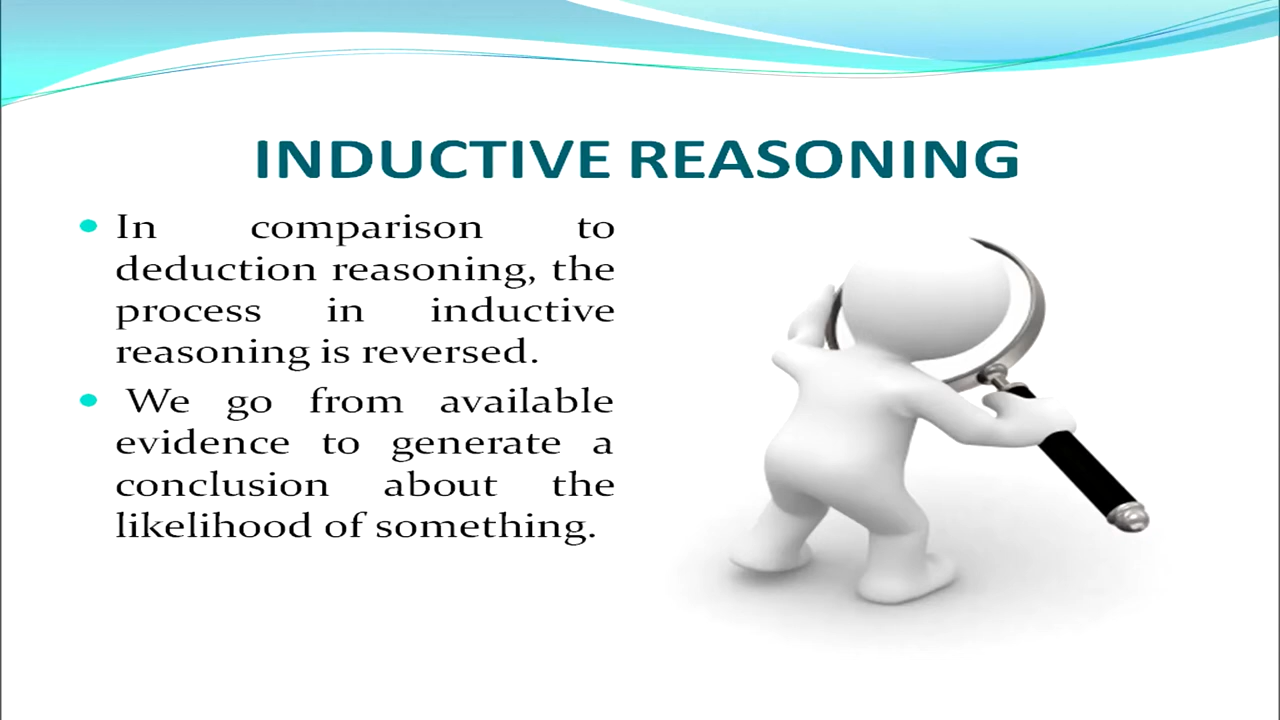 INDUCTIVE REASONING
• In comparison to
deduction reasoning, the
process in inductive
reasoning is reversed.
• We go from available
evidence to generate a
conclusion about the
likelihood of something.